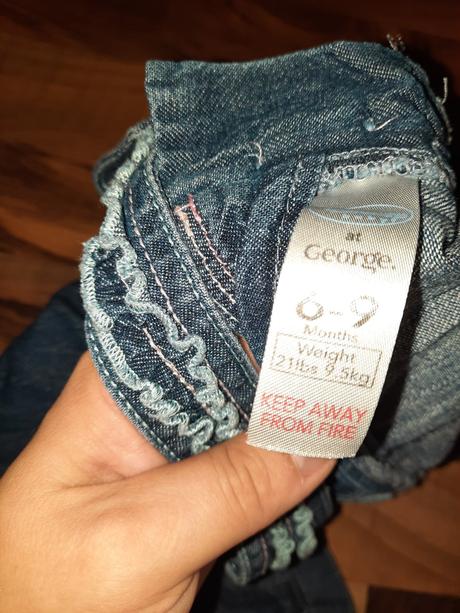 at
George.
6-9
Months
Weight
21lbs 9.5kg
KEEP AWAY
FROM FIRE